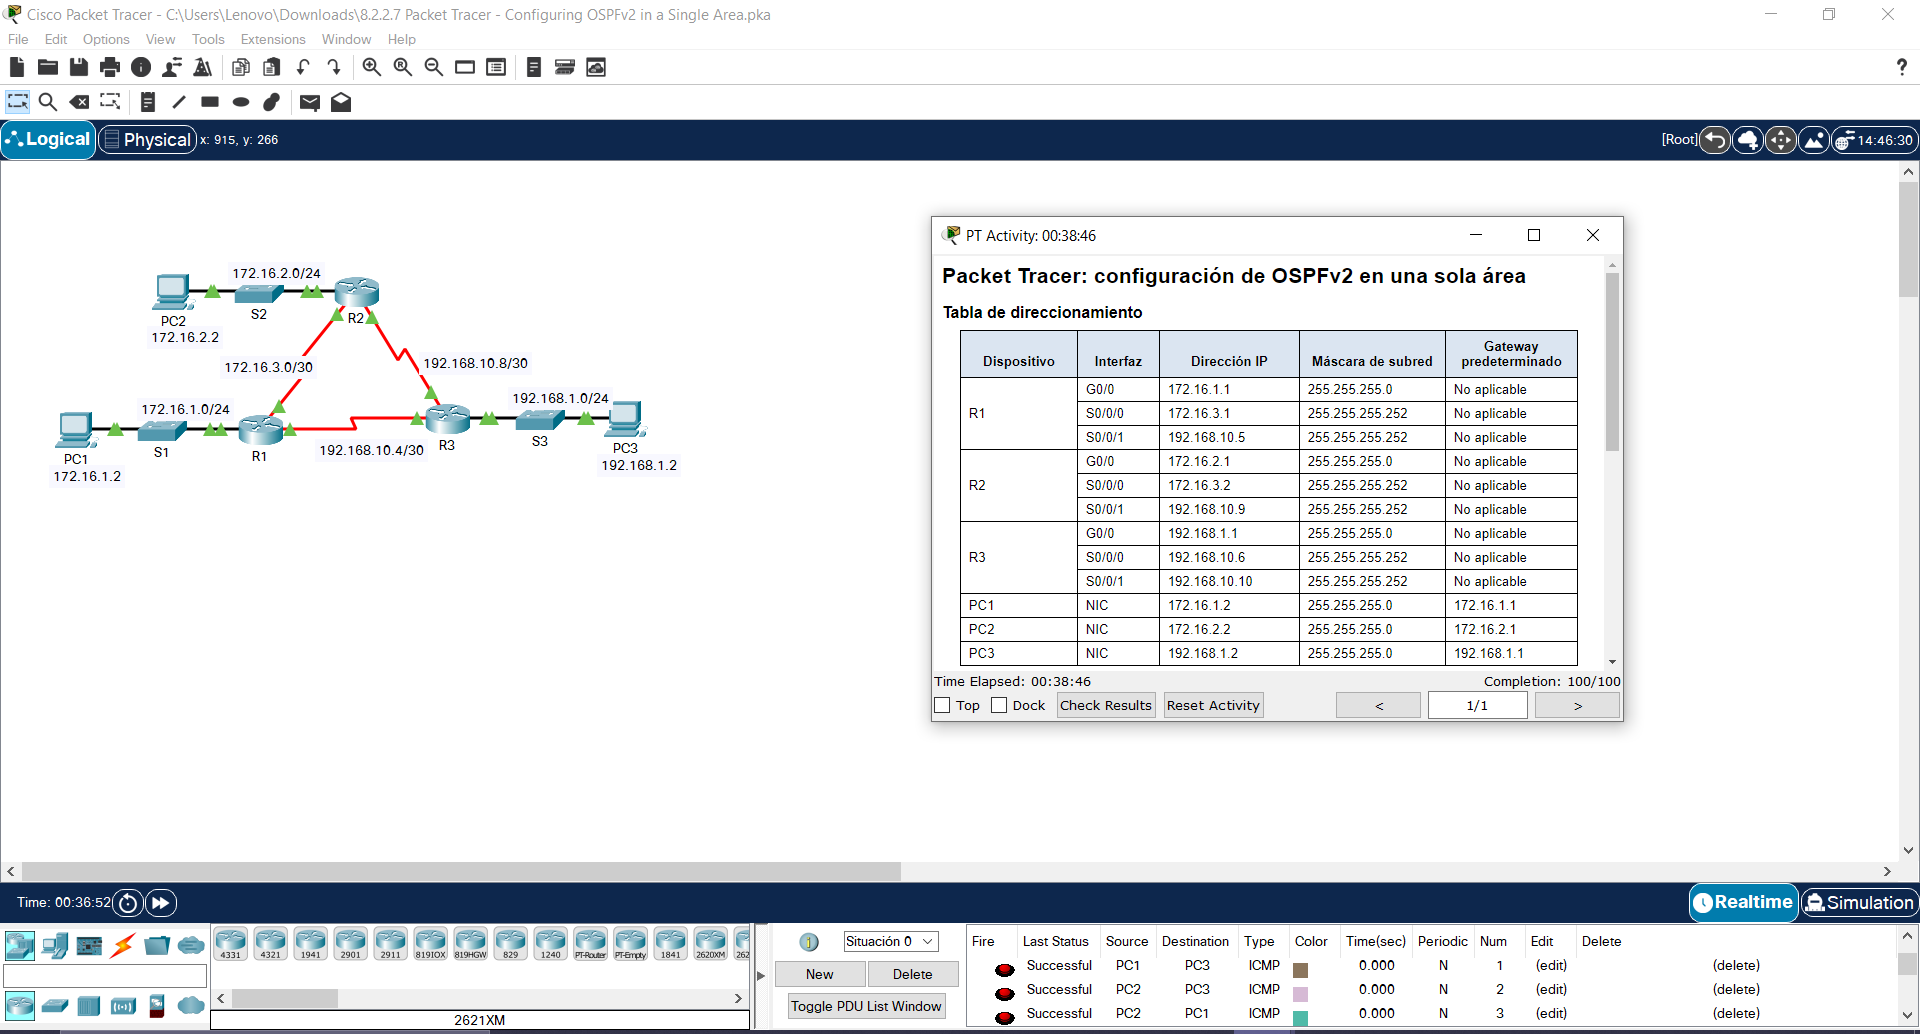 Cisco Packet Tracer - C:\Users\Lenovo\Downloads\8.2.2.7 Packet Tracer - Configuring OSPFv2 in a Single Area.pka
File Edit Options View Tools Extensions Window Help
?
Logical Physical x: 915, y: 266 [Root] 14:46:30
172.16.2.0/24
PC2
172.16.2.2
S2
R2
172.16.3.0/30
192.168.10.8/30
172.16.1.0/24
192.168.1.0/24
PC1
172.16.1.2
S1
R1
192.168.10.4/30
R3
S3
PC3
192.168.1.2
PT Activity: 00:38:46
Packet Tracer: configuración de OSPFv2 en una sola área
Tabla de direccionamiento
Dispositivo Interfaz Dirección IP Máscara de subred Gateway predeterminado
R1 G0/0 172.16.1.1 255.255.255.0 No aplicable
S0/0/0 172.16.3.1 255.255.255.252 No aplicable
S0/0/1 192.168.10.5 255.255.255.252 No aplicable
R2 G0/0 172.16.2.1 255.255.255.0 No aplicable
S0/0/0 172.16.3.2 255.255.255.252 No aplicable
S0/0/1 192.168.10.9 255.255.255.252 No aplicable
R3 G0/0 192.168.1.1 255.255.255.0 No aplicable
S0/0/0 192.168.10.6 255.255.255.252 No aplicable
S0/0/1 192.168.10.10 255.255.255.252 No aplicable
PC1 NIC 172.16.1.2 255.255.255.0 172.16.1.1
PC2 NIC 172.16.2.2 255.255.255.0 172.16.2.1
PC3 NIC 192.168.1.2 255.255.255.0 192.168.1.1
Time Elapsed: 00:38:46 Completion: 100/100
Top Dock Check Results Reset Activity < 1/1 >
Time: 00:36:52 Realtime Simulation
4331 4321 1941 2901 2911 819IOX 819HGW 829 1240 PT-Router PT-Empty 1841 2620XM 262
2621XM
Situación 0
New Delete
Toggle PDU List Window
Fire Last Status Source Destination Type Color Time(sec) Periodic Num Edit Delete
Successful PC1 PC3 ICMP 0.000 N 1 (edit) (delete)
Successful PC2 PC3 ICMP 0.000 N 2 (edit) (delete)
Successful PC2 PC1 ICMP 0.000 N 3 (edit) (delete)